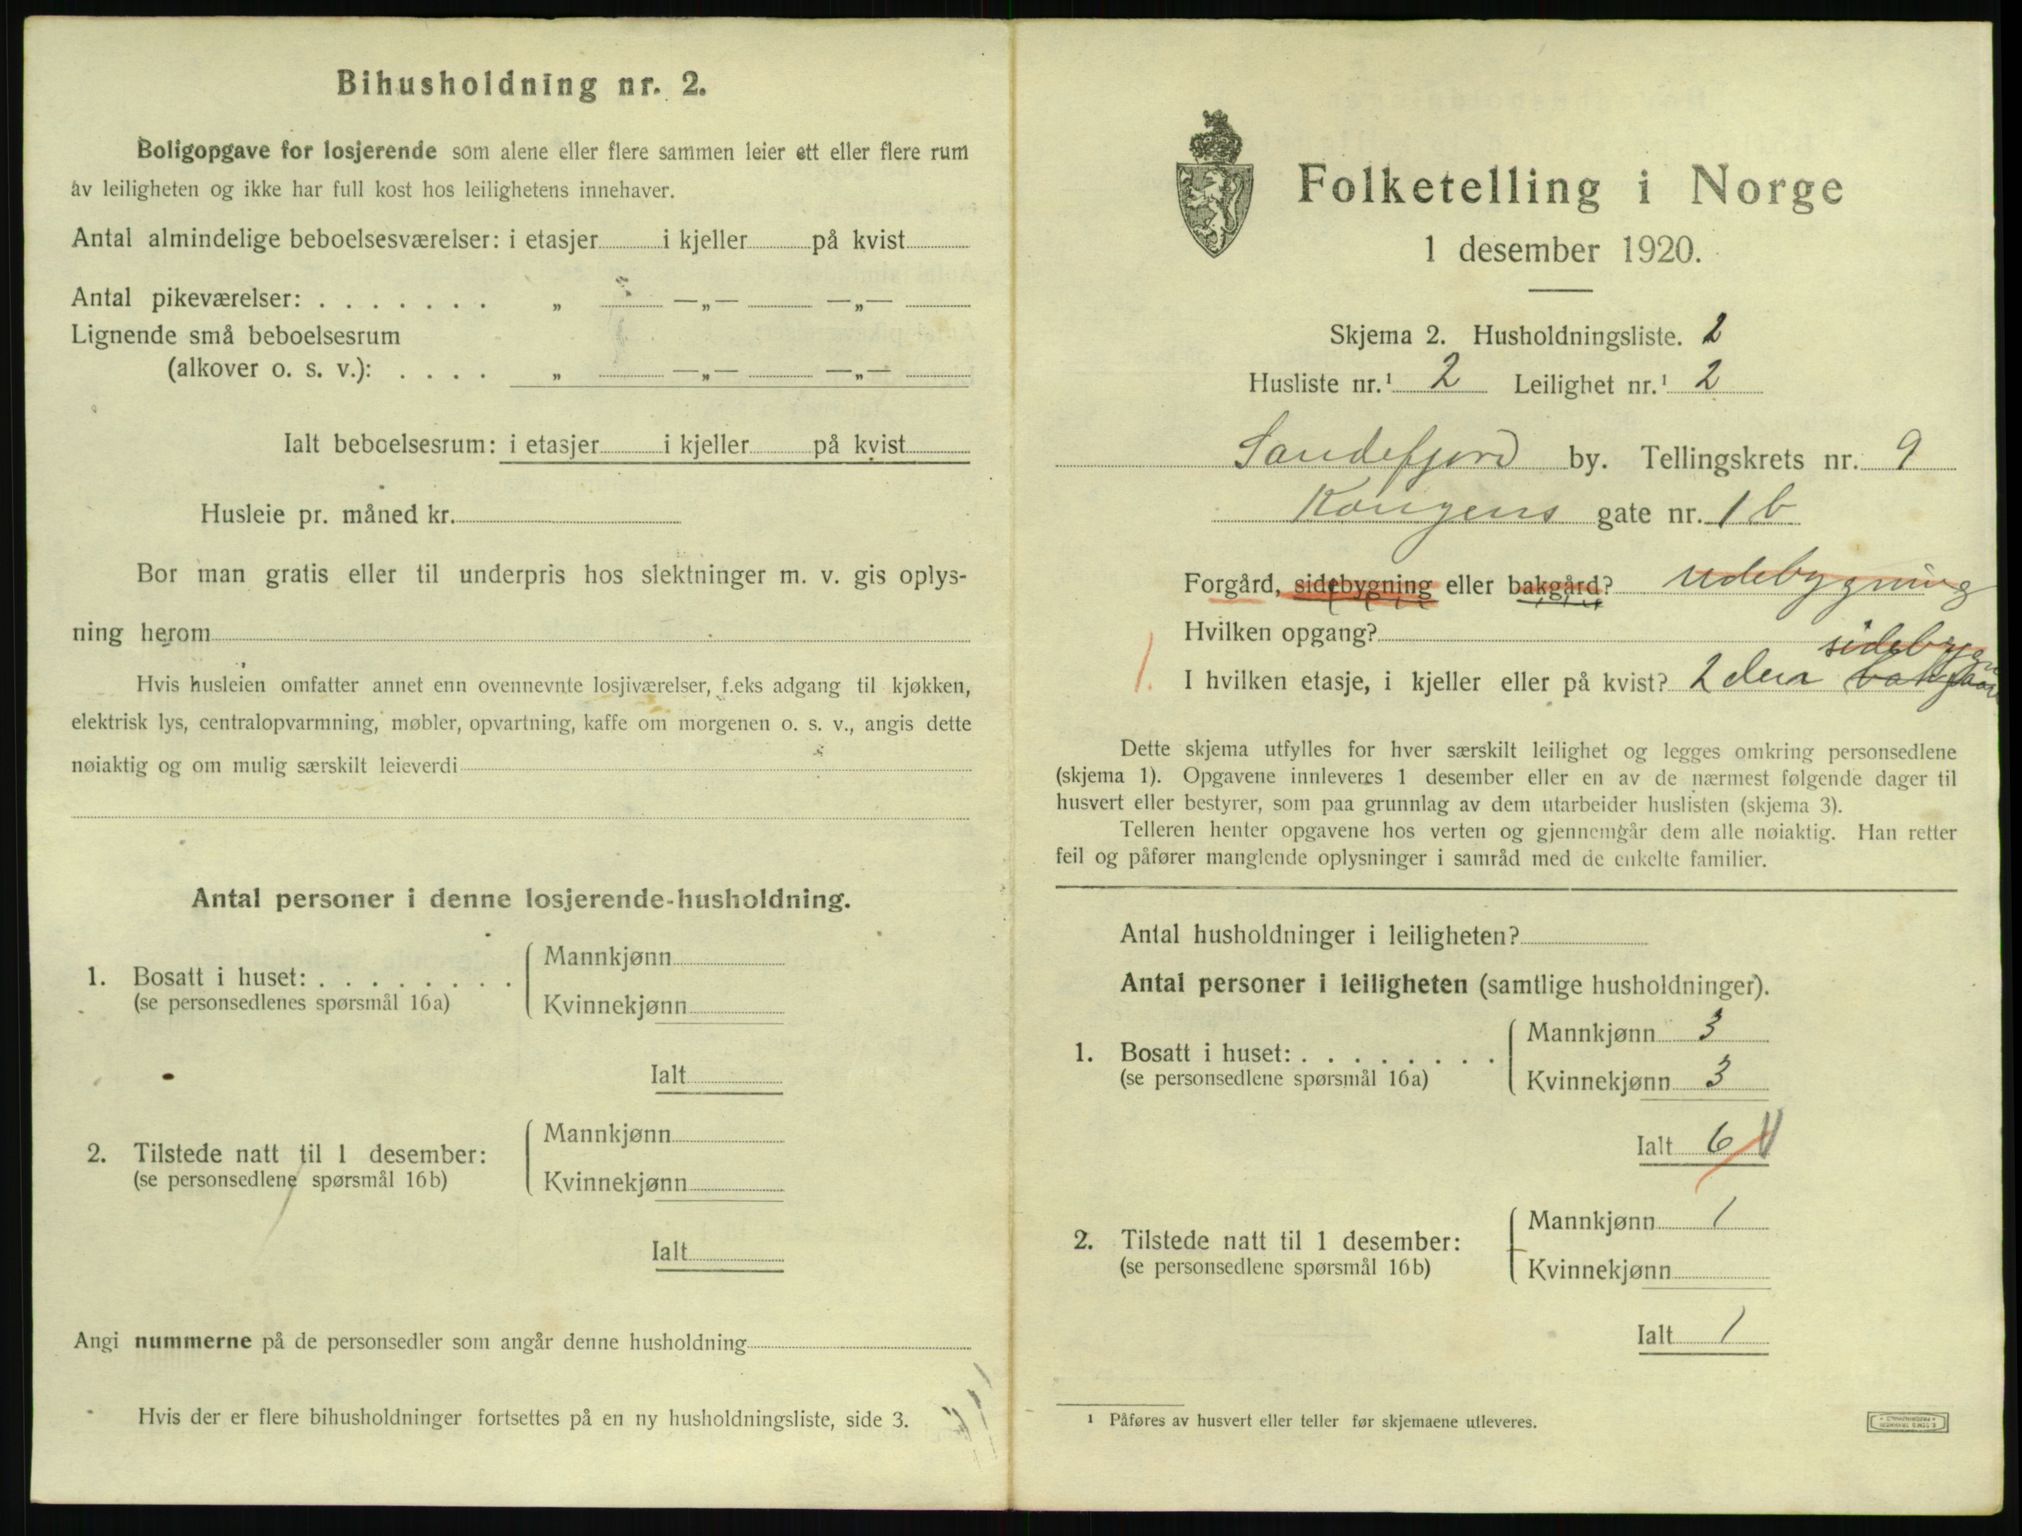 Bihusholdning nr. 2.
Boligopgave for losjerende som alene eller flere sammen leier ett eller flere rum
av leiligheten og ikke har full kost hos leilighetens innehaver.
Antal almindelige beboelsesværelser: i etasjer i kjeller på kvist
Antal pikeværelser: . . . . . . . „ —„— —„—
Lignende små beboelsesrum
(alkover o. s. v.): . . . . „ —„— —„—
Ialt beboelsesrum: i etasjer i kjeller på kvist
Husleie pr. måned kr.
Bor man gratis eller til underpris hos slektninger m. v. gis oplys-
ning herom
Hvis husleien omfatter annet enn ovennevnte losjiværelser, f.eks adgang til kjøkken,
elektrisk lys, centralopvarmning, møbler, opvartning, kaffe om morgenen o. s. v., angis dette
nøiaktig og om mulig særskilt leieverdi
Antal personer i denne losjerende-husholdning.
1. Bosatt i huset: . . . . . . . .
(se personsedlenes spørsmål 16a)
Mannkjønn
Kvinnekjønn
Ialt
2. Tilstede natt til 1 desember:
(se personsedlene spørsmål 16b)
Mannkjønn
Kvinnekjønn
Ialt
Angi nummerne på de personsedler som angår denne husholdning
Hvis der er flere bihusholdninger fortsettes på en ny husholdningsliste, side 3.
Folketelling i Norge
1 desember 1920.
Skjema 2. Husholdningsliste. 2
Husliste nr.¹ 2 Leilighet nr.¹ 2
Sandefjord by. Tellingskrets nr. 9
Kongens gate nr. 1 b
Forgård, sidebygning eller bakgård? udebygning
Hvilken opgang?
sidebygn
1. I hvilken etasje, i kjeller eller på kvist? 2den bakgaard
Dette skjema utfylles for hver særskilt leilighet og legges omkring personsedlene
(skjema 1). Opgavene innleveres 1 desember eller en av de nærmest følgende dager til
husvert eller bestyrer, som paa grunnlag av dem utarbeider huslisten (skjema 3).
Telleren henter opgavene hos verten og gjennemgår dem alle nøiaktig. Han retter
feil og påfører manglende oplysninger i samråd med de enkelte familier.
Antal husholdninger i leiligheten?
Antal personer i leiligheten (samtlige husholdninger).
1. Bosatt i huset: . . . . . . . .
(se personsedlene spørsmål 16a)
Mannkjønn 3
Kvinnekjønn 3
Ialt 6
2. Tilstede natt til 1 desember:
(se personsedlene spørsmål 16b)
Mannkjønn 1
Kvinnekjønn
Ialt 1
¹ Påføres av husvert eller teller før skjemaene utleveres.